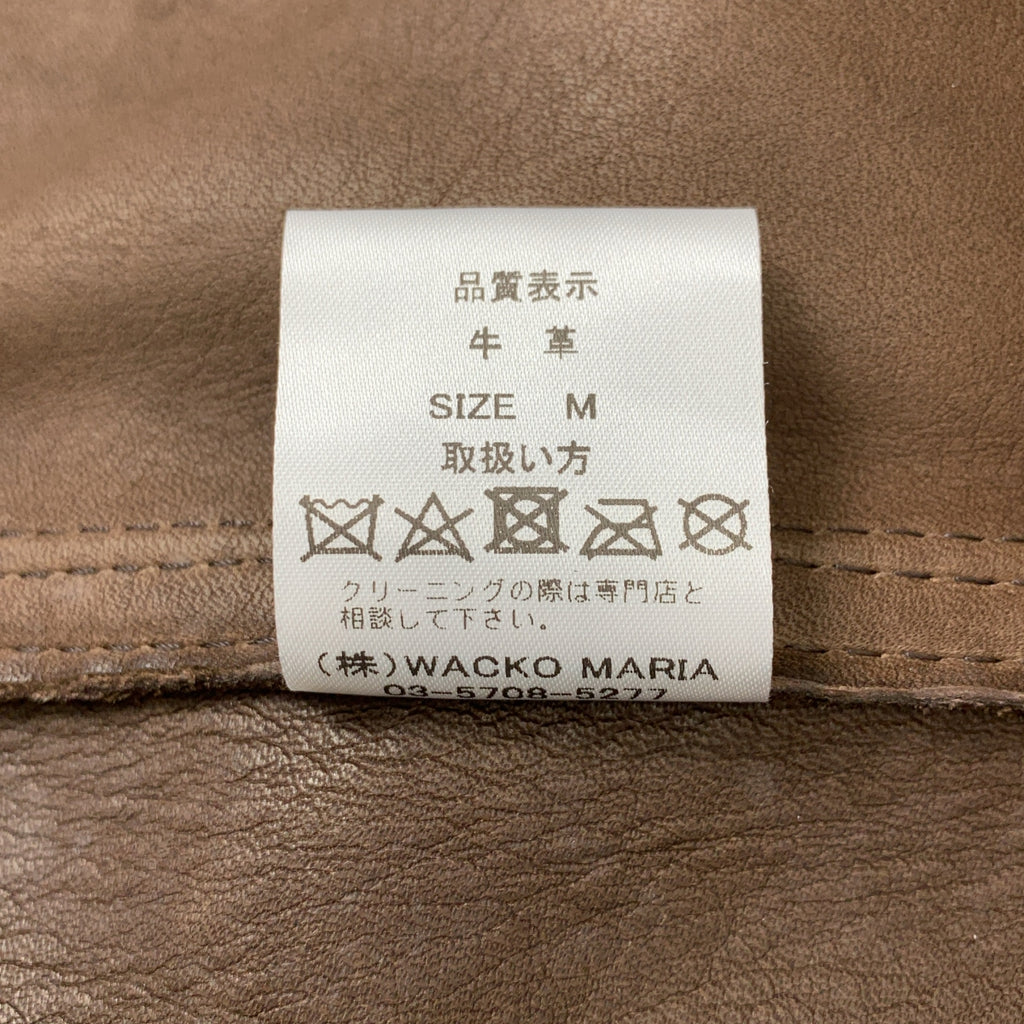 品質表示
牛 革
SIZE M
取扱い方
クリーニングの際は専門店と
相談して下さい。
(株)WACKO MARIA
03-5708-5277